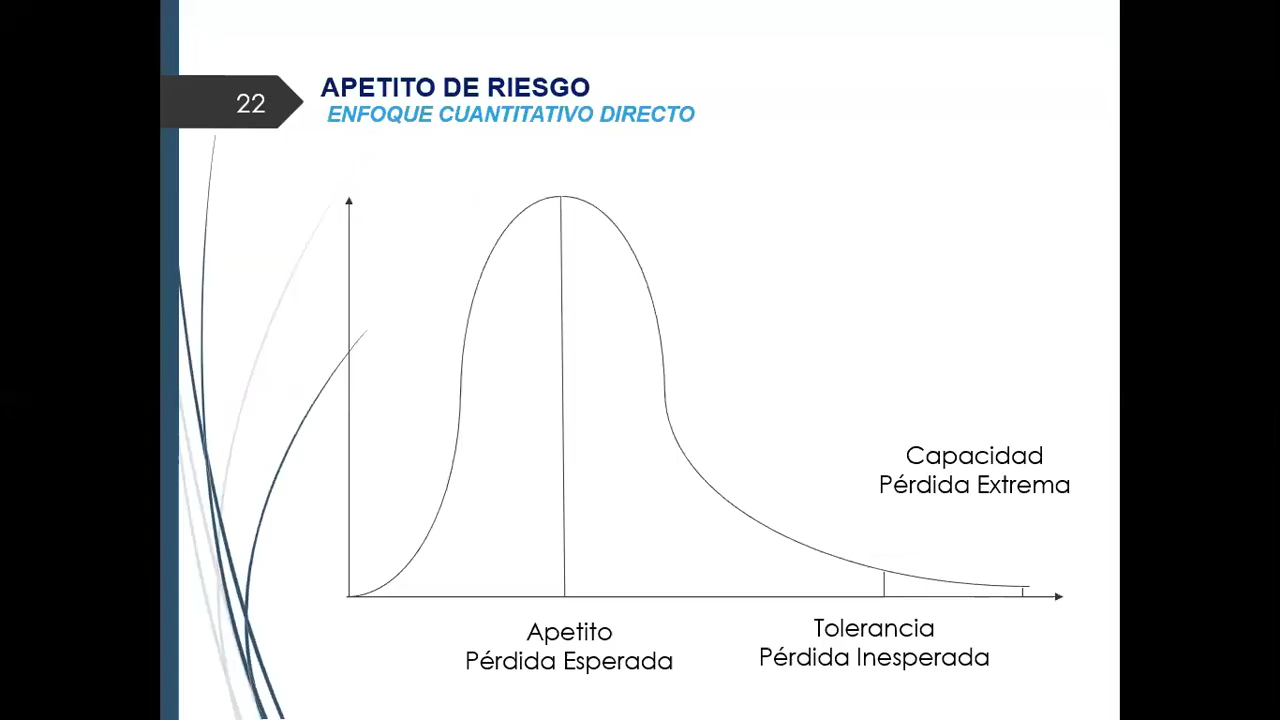 22
APETITO DE RIESGO
ENFOQUE CUANTITATIVO DIRECTO
Capacidad
Pérdida Extrema
Apetito
Pérdida Esperada
Tolerancia
Pérdida Inesperada